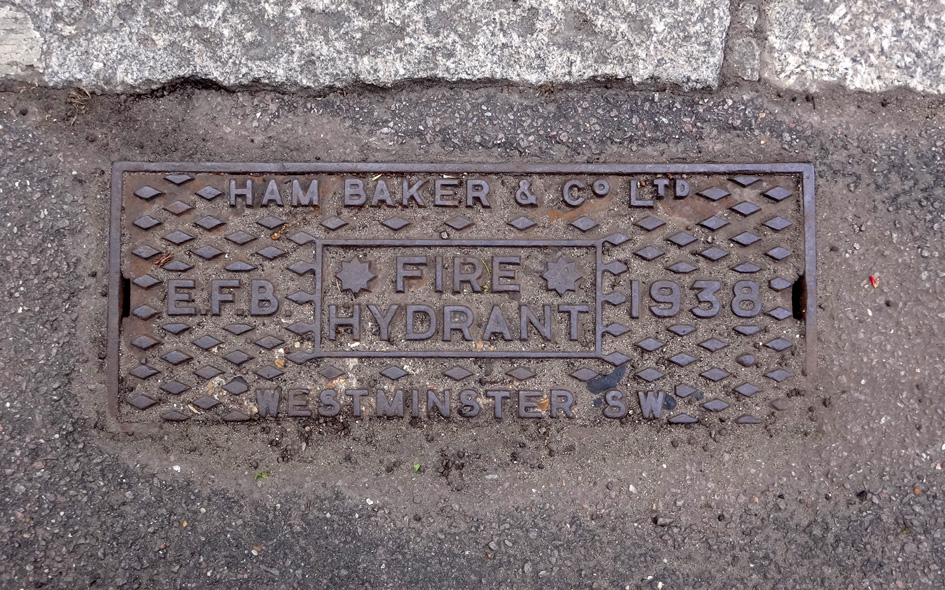 HAM BAKER & Cº LTD
FIRE
E.F.B. HYDRANT 1938
WESTMINSTER SW